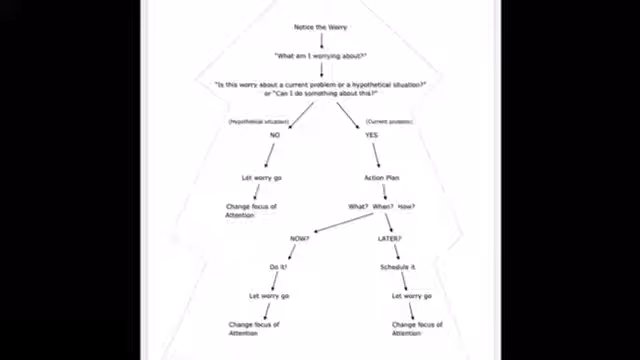 Notice the Worry
"What am I worrying about?"
"Is this worry about a current problem or a hypothetical situation?"
or "Can I do something about this?"
(Hypothetical situation)
(Current problem)
NO
YES
Let worry go
Action Plan
Change focus of
Attention
What? When? How?
NOW?
LATER?
Do it!
Schedule it
Let worry go
Let worry go
Change focus of
Attention
Change focus of
Attention